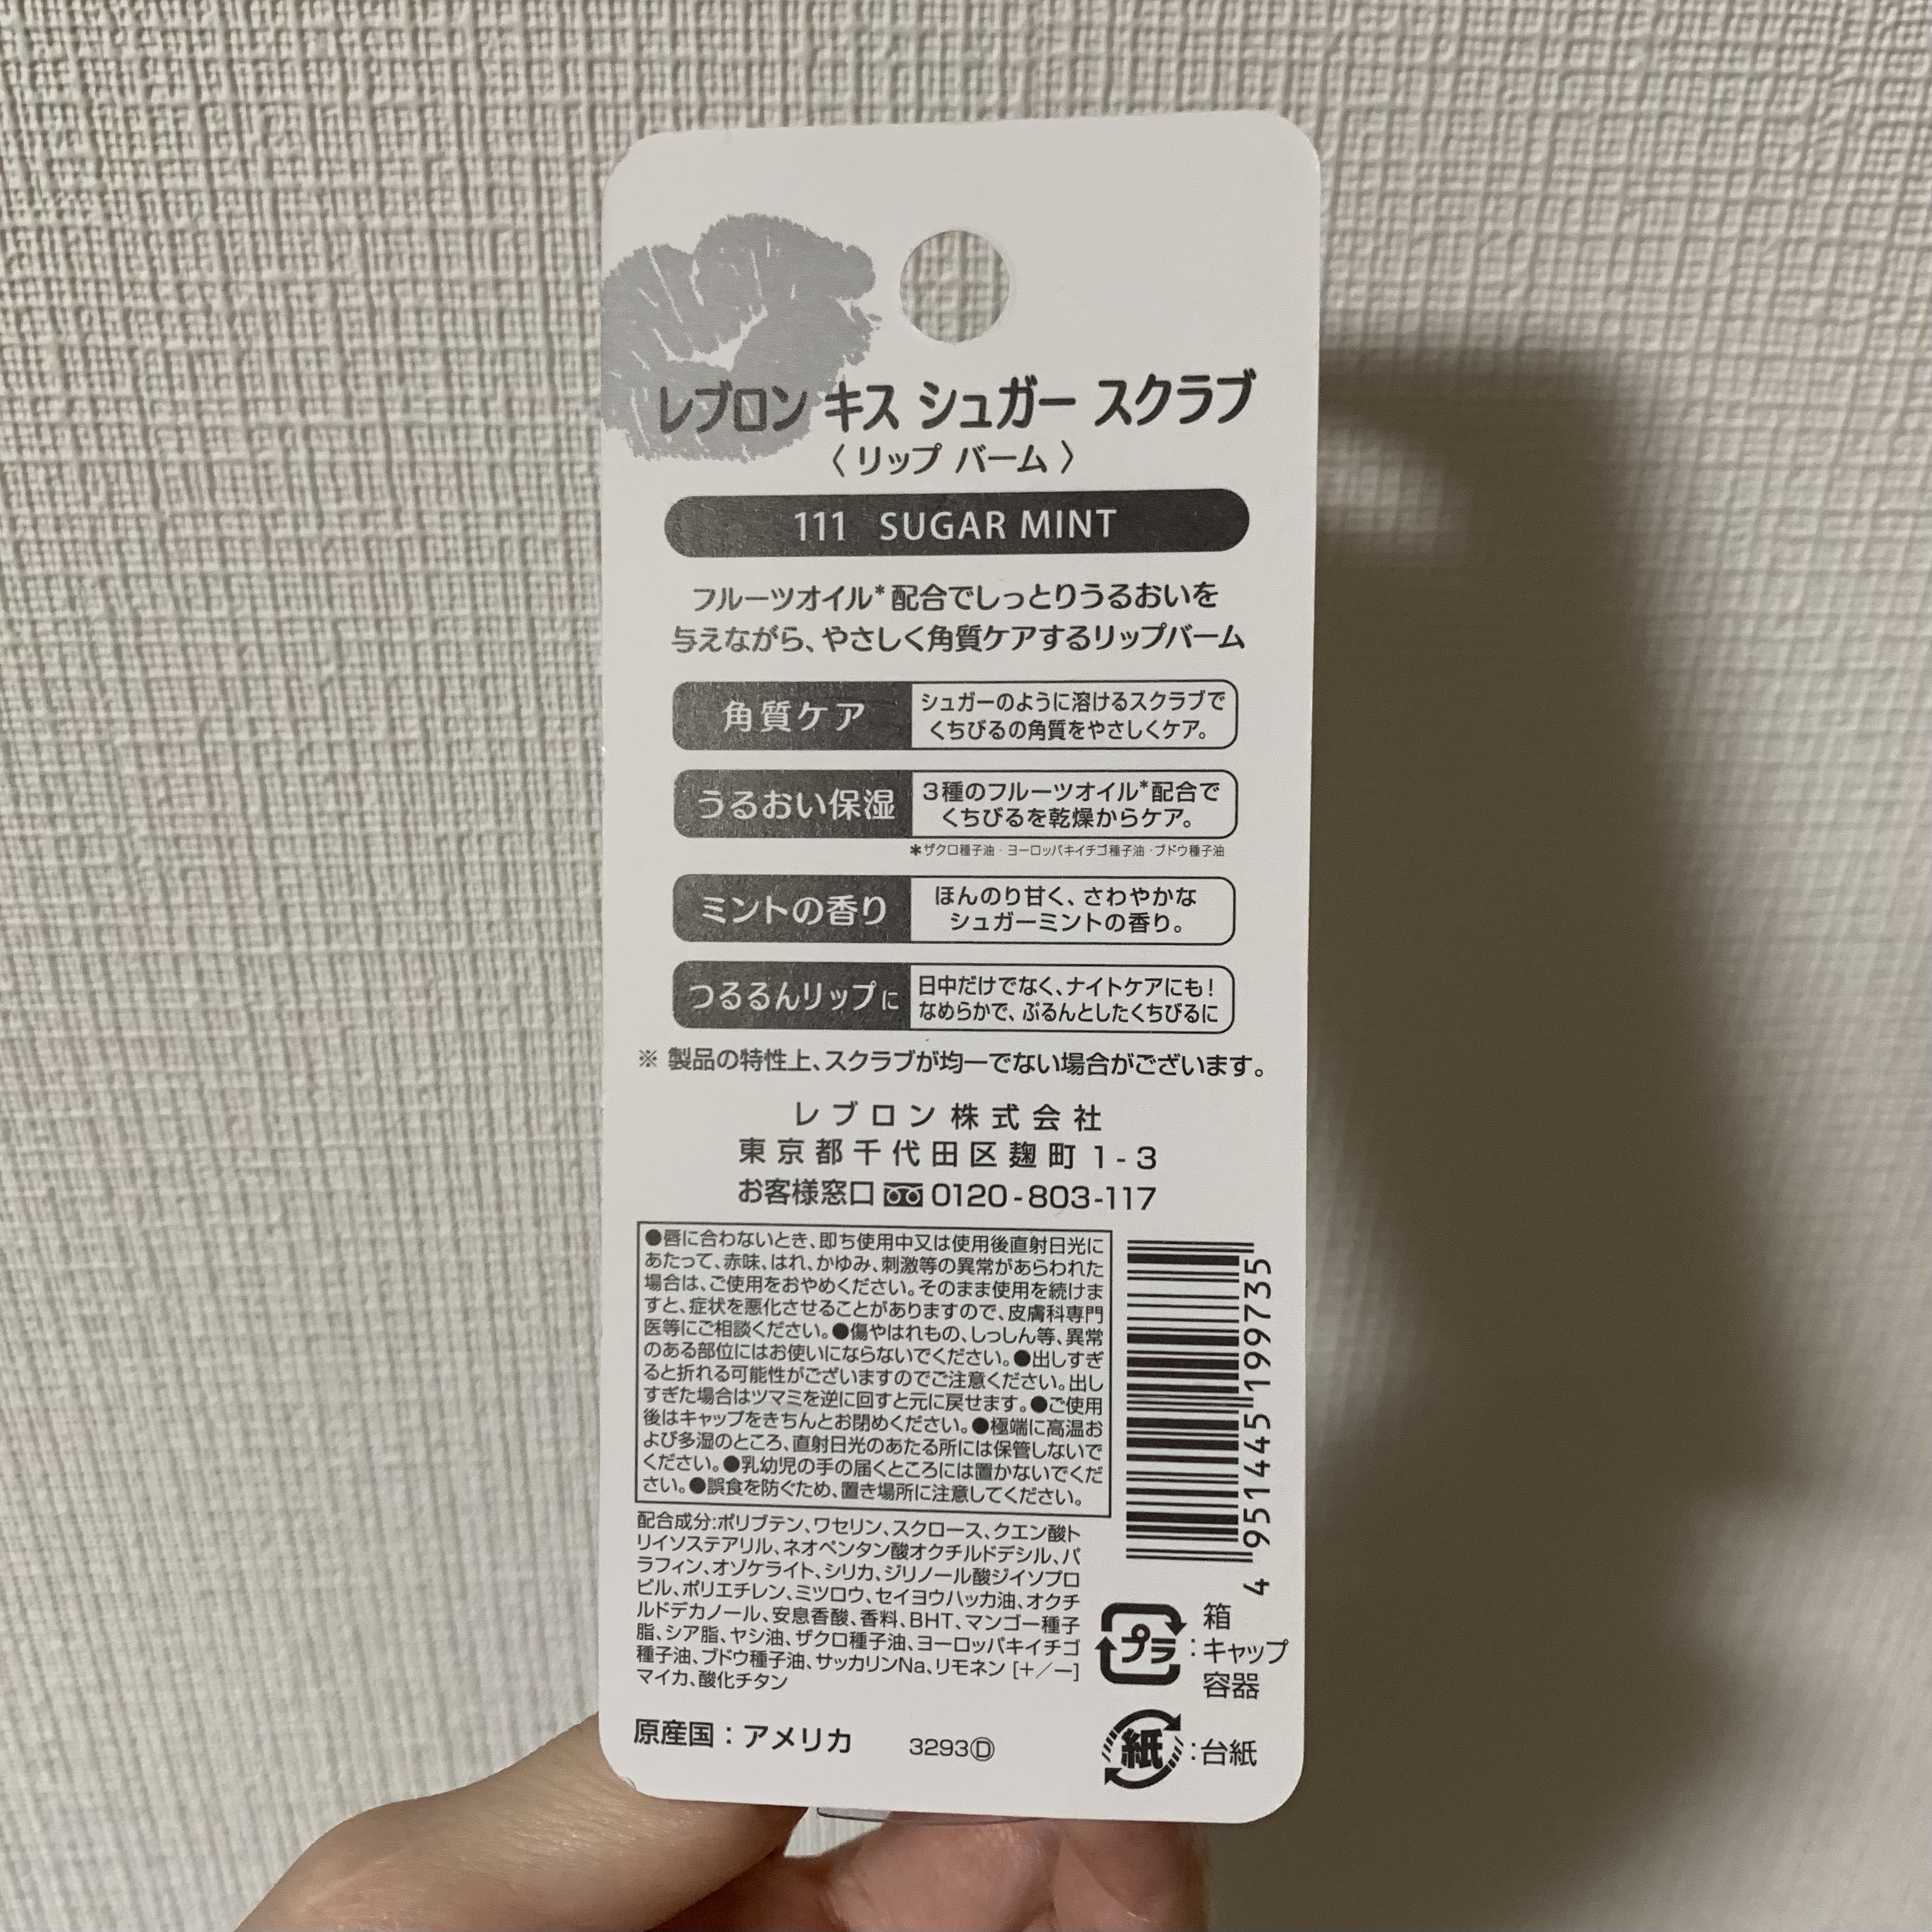 レブロン キス シュガー スクラブ
〈 リップ バーム 〉
111 SUGAR MINT
フルーツオイル*配合でしっとりうるおいを
与えながら、やさしく角質ケアするリップバーム
角質ケア
シュガーのように溶けるスクラブで
くちびるの角質をやさしくケア。
うるおい保湿
3種のフルーツオイル*配合で
くちびるを乾燥からケア。
*ザクロ種子油・ヨーロッパキイチゴ種子油・ブドウ種子油
ミントの香り
ほんのり甘く、さわやかな
シュガーミントの香り。
つるるんリップに
日中だけでなく、ナイトケアにも!
なめらかで、ぷるんとしたくちびるに
※ 製品の特性上、スクラブが均一でない場合がございます。
レブロン株式会社
東京都千代田区麹町1-3
お客様窓口 0120-803-117
●唇に合わないとき、即ち使用中又は使用後直射日光に
あたって、赤味、はれ、かゆみ、刺激等の異常があらわれた
場合は、ご使用をおやめください。そのまま使用を続けま
すと、症状を悪化させることがありますので、皮膚科専門
医等にご相談ください。●傷やはれもの、しっしん等、異常
のある部位にはお使いにならないでください。●出しすぎ
ると折れる可能性がございますのでご注意ください。出し
すぎた場合はツマミを逆に回すと元に戻せます。●ご使用
後はキャップをきちんとお閉めください。●極端に高温お
よび多湿のところ、直射日光のあたる所には保管しないで
ください。●乳幼児の手の届くところには置かないでくだ
さい。●誤食を防ぐため、置き場所に注意してください。
4 951445 199735
配合成分:ポリブテン、ワセリン、スクロース、クエン酸ト
リイソステアリル、ネオペンタン酸オクチルドデシル、パ
ラフィン、オゾケライト、シリカ、ジリノール酸ジイソプロ
ピル、ポリエチレン、ミツロウ、セイヨウハッカ油、オクチ
ルドデカノール、安息香酸、香料、BHT、マンゴー種子
脂、シア脂、ヤシ油、ザクロ種子油、ヨーロッパキイチゴ
種子油、ブドウ種子油、サッカリンNa、リモネン [+/ー]
マイカ、酸化チタン
箱
プラ:キャップ
容器
原産国:アメリカ
3293Ⓓ
紙:台紙